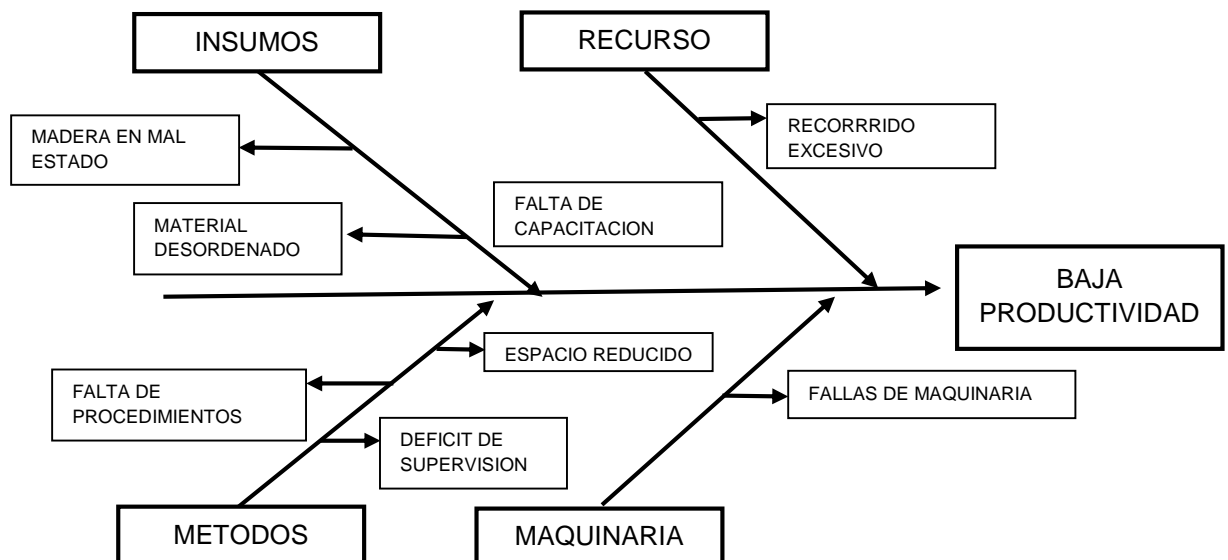 INSUMOS
RECURSO
MADERA EN MAL
ESTADO
RECORRRIDO
EXCESIVO
MATERIAL
DESORDENADO
FALTA DE
CAPACITACION
BAJA
PRODUCTIVIDAD
ESPACIO REDUCIDO
FALTA DE
PROCEDIMIENTOS
FALLAS DE MAQUINARIA
DEFICIT DE
SUPERVISION
METODOS
MAQUINARIA